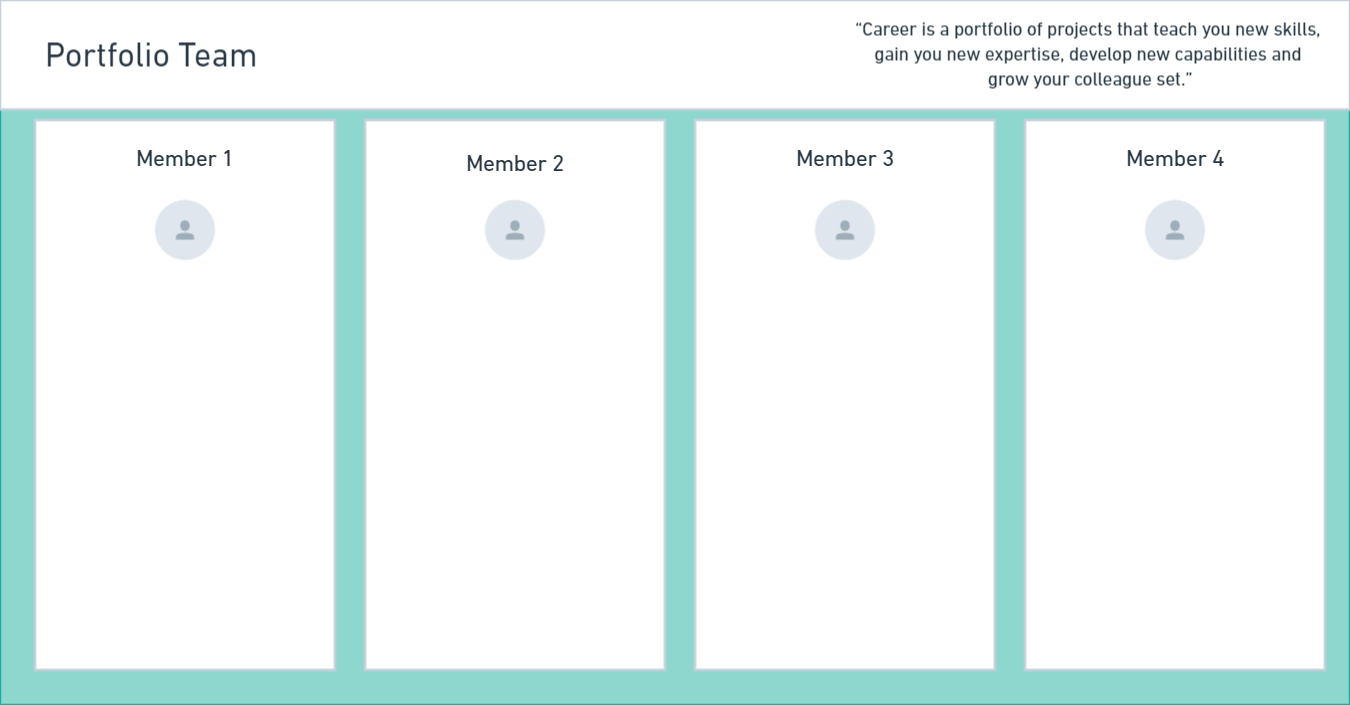 Portfolio Team
“Career is a portfolio of projects that teach you new skills,
gain you new expertise, develop new capabilities and
grow your colleague set.”
Member 1
Member 2
Member 3
Member 4